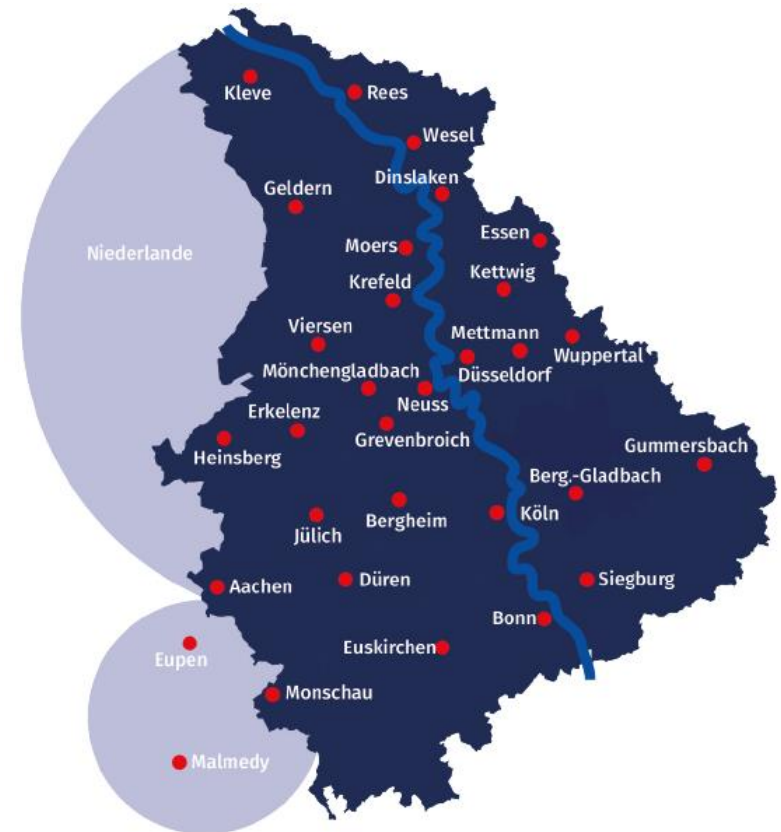 Kleve
Rees
Wesel
Dinslaken
Geldern
Essen
Moers
Niederlande
Kettwig
Krefeld
Viersen
Mettmann
Wuppertal
Düsseldorf
Mönchengladbach
Neuss
Erkelenz
Grevenbroich
Gummersbach
Heinsberg
Berg.-Gladbach
Bergheim
Köln
Jülich
Aachen
Düren
Siegburg
Bonn
Euskirchen
Eupen
Monschau
Malmedy